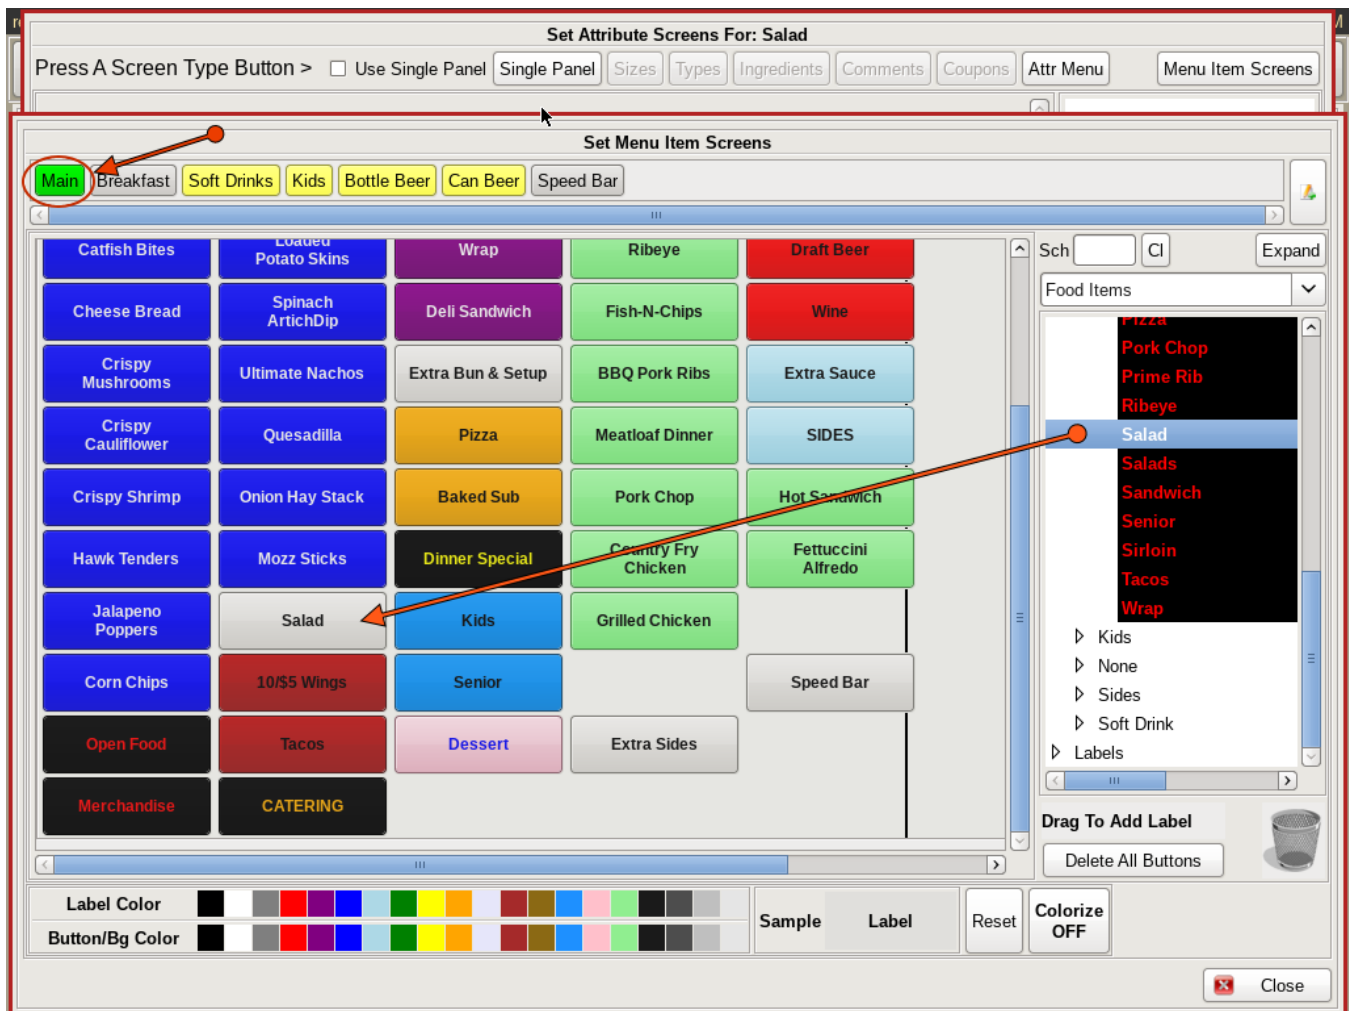 Set Attribute Screens For: Salad
Press A Screen Type Button > Use Single Panel Single Panel Sizes Types Ingredients Comments Coupons Attr Menu Menu Item Screens
Set Menu Item Screens
Main Breakfast Soft Drinks Kids Bottle Beer Can Beer Speed Bar
Sch Cl Expand
Food Items
Catfish Bites
Loaded
Potato Skins
Wrap
Ribeye
Draft Beer
Cheese Bread
Spinach
ArtichDip
Deli Sandwich
Fish-N-Chips
Wine
Crispy
Mushrooms
Ultimate Nachos
Extra Bun & Setup
BBQ Pork Ribs
Extra Sauce
Crispy
Cauliflower
Quesadilla
Pizza
Meatloaf Dinner
SIDES
Crispy Shrimp
Onion Hay Stack
Baked Sub
Pork Chop
Hot Sandwich
Hawk Tenders
Mozz Sticks
Dinner Special
Country Fry
Chicken
Fettuccini
Alfredo
Jalapeno
Poppers
Salad
Kids
Grilled Chicken
Corn Chips
10/$5 Wings
Senior
Speed Bar
Open Food
Tacos
Dessert
Extra Sides
Merchandise
CATERING
Pizza
Pork Chop
Prime Rib
Ribeye
Salad
Salads
Sandwich
Senior
Sirloin
Tacos
Wrap
Kids
None
Sides
Soft Drink
Labels
Drag To Add Label
Delete All Buttons
Label Color
Button/Bg Color
Sample Label
Reset
Colorize
OFF
Close